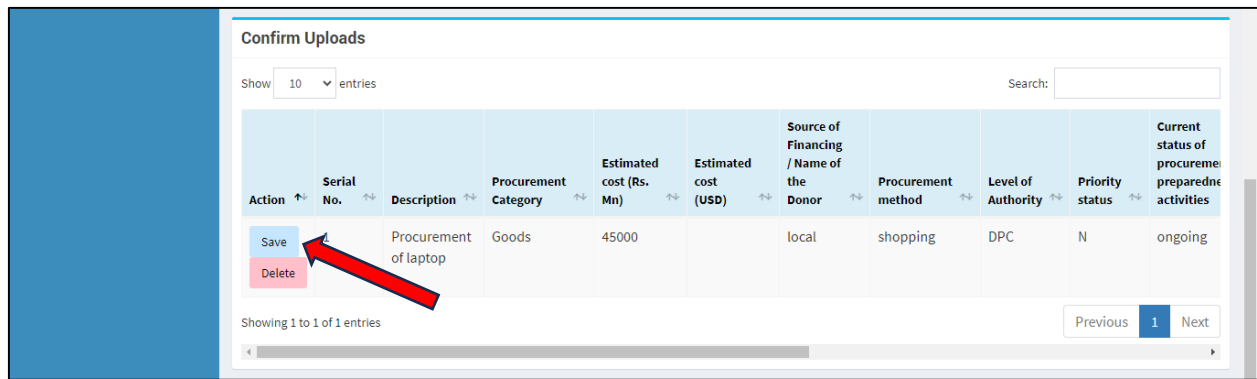 Confirm Uploads
Show 10 entries Search:
Action Serial No. Description Procurement Category Estimated cost (Rs. Mn) Estimated cost (USD) Source of Financing / Name of the Donor Procurement method Level of Authority Priority status Current status of procuremen preparedne activities
Save 1 Procurement of laptop Goods 45000 local shopping DPC N ongoing
Delete
Showing 1 to 1 of 1 entries Previous 1 Next